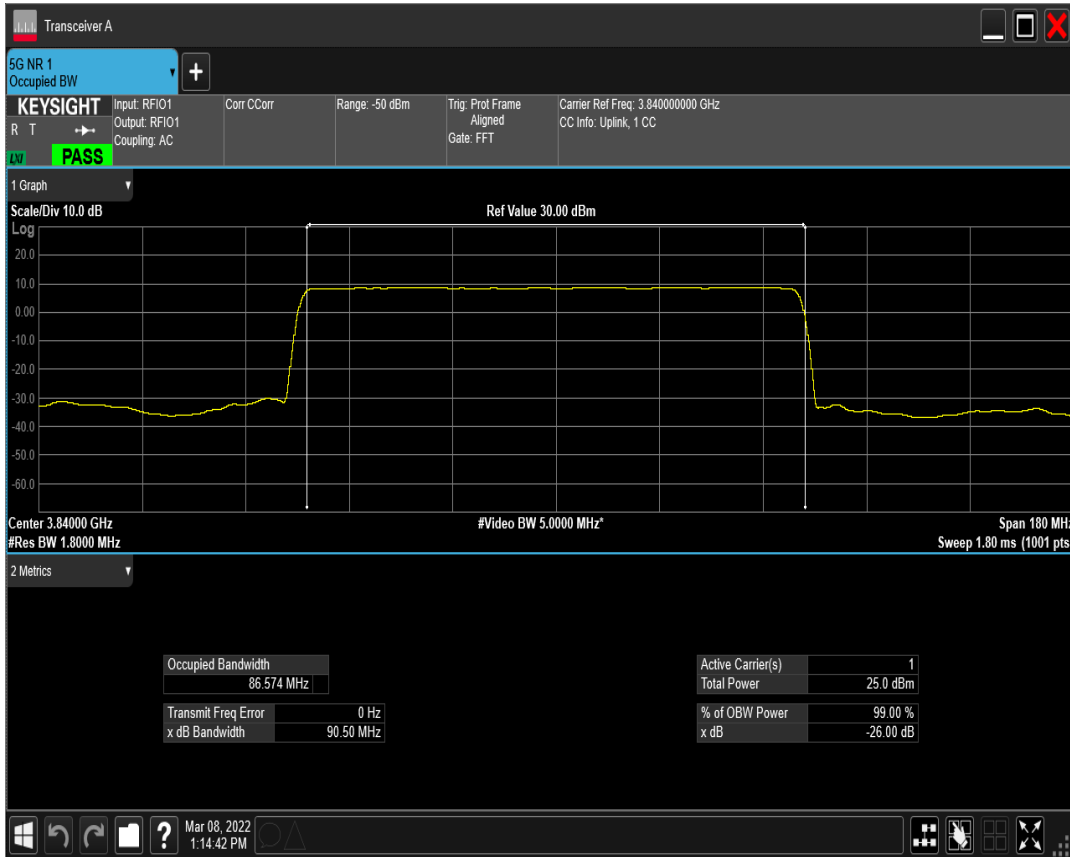 Transceiver A
5G NR 1
Occupied BW
KEYSIGHT
R T
LXI
PASS
Input: RFIO1
Output: RFIO1
Coupling: AC
Corr CCorr
Range: -50 dBm
Trig: Prot Frame
Aligned
Gate: FFT
Carrier Ref Freq: 3.840000000 GHz
CC Info: Uplink, 1 CC
1 Graph
Scale/Div 10.0 dB
Ref Value 30.00 dBm
Log
20.0
10.0
0.00
-10.0
-20.0
-30.0
-40.0
-50.0
-60.0
Center 3.84000 GHz
#Video BW 5.0000 MHz*
Span 180 MHz
#Res BW 1.8000 MHz
Sweep 1.80 ms (1001 pts
2 Metrics
Occupied Bandwidth
86.574 MHz
Transmit Freq Error 0 Hz
x dB Bandwidth 90.50 MHz
Active Carrier(s) 1
Total Power 25.0 dBm
% of OBW Power 99.00 %
x dB -26.00 dB
?
Mar 08, 2022
1:14:42 PM